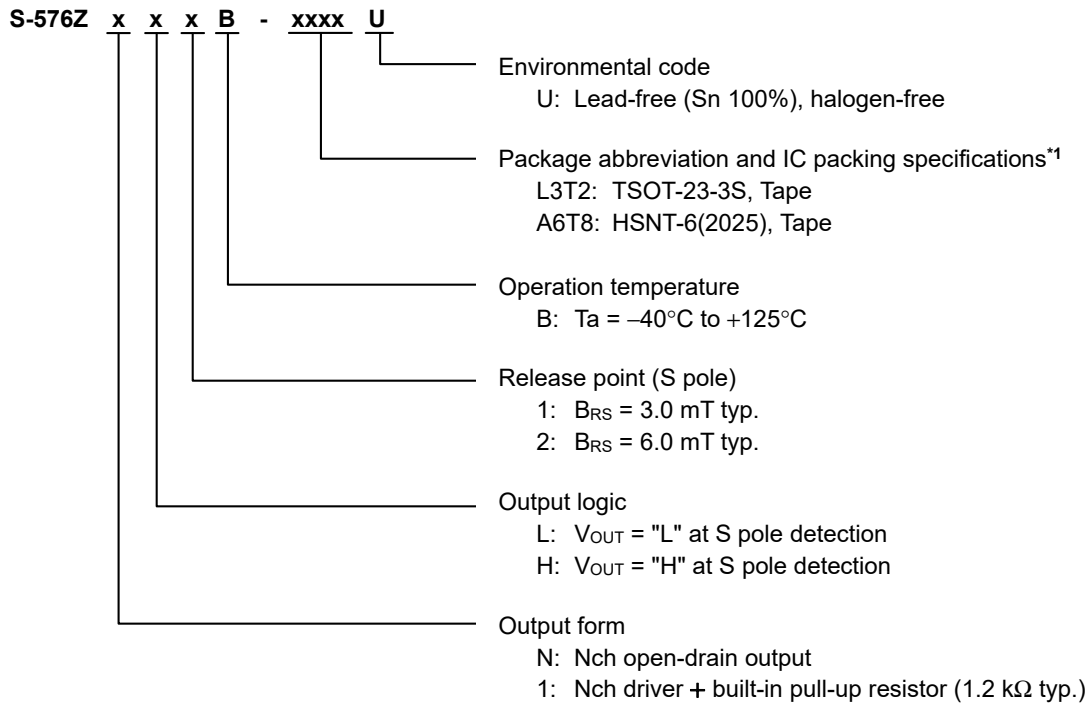 S-576Z x x x B - xxxx U
Environmental code
U: Lead-free (Sn 100%), halogen-free
Package abbreviation and IC packing specifications*1
L3T2: TSOT-23-3S, Tape
A6T8: HSNT-6(2025), Tape
Operation temperature
B: Ta = −40°C to +125°C
Release point (S pole)
1: BRS = 3.0 mT typ.
2: BRS = 6.0 mT typ.
Output logic
L: VOUT = "L" at S pole detection
H: VOUT = "H" at S pole detection
Output form
N: Nch open-drain output
1: Nch driver + built-in pull-up resistor (1.2 kΩ typ.)